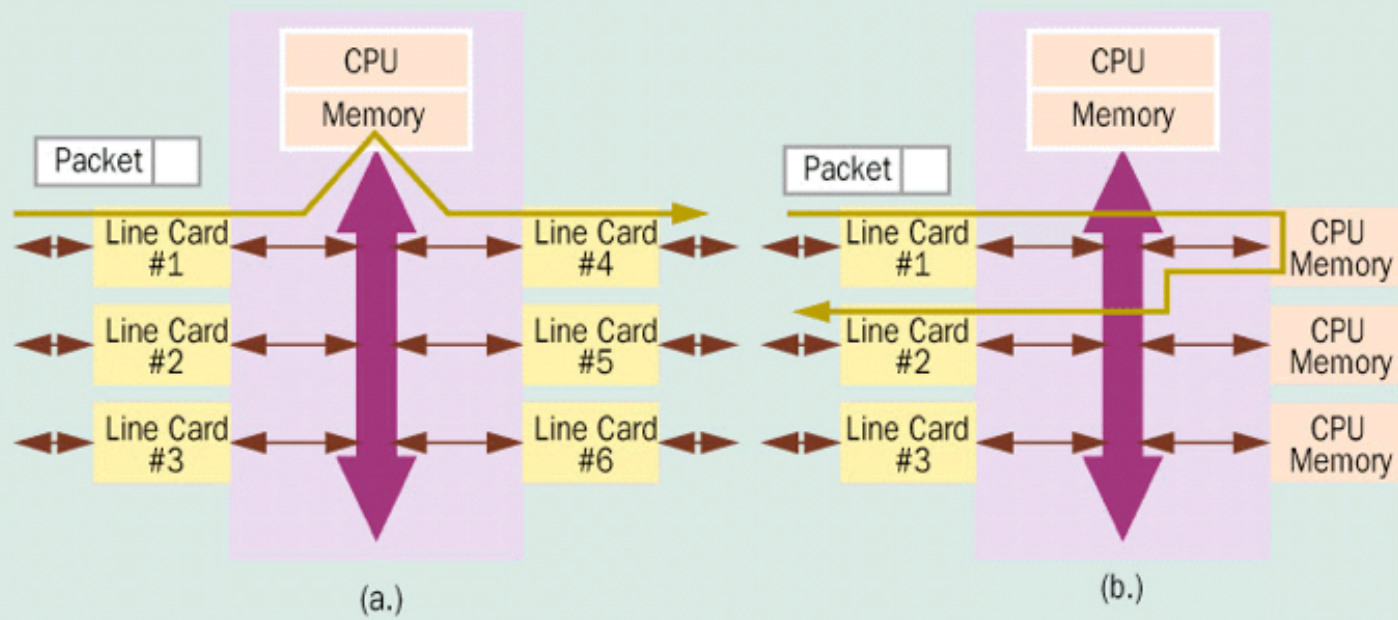 CPU
Memory
Packet
Line Card
#1
Line Card
#2
Line Card
#3
Line Card
#4
Line Card
#5
Line Card
#6
(a.)
CPU
Memory
Packet
Line Card
#1
Line Card
#2
Line Card
#3
CPU
Memory
CPU
Memory
CPU
Memory
(b.)